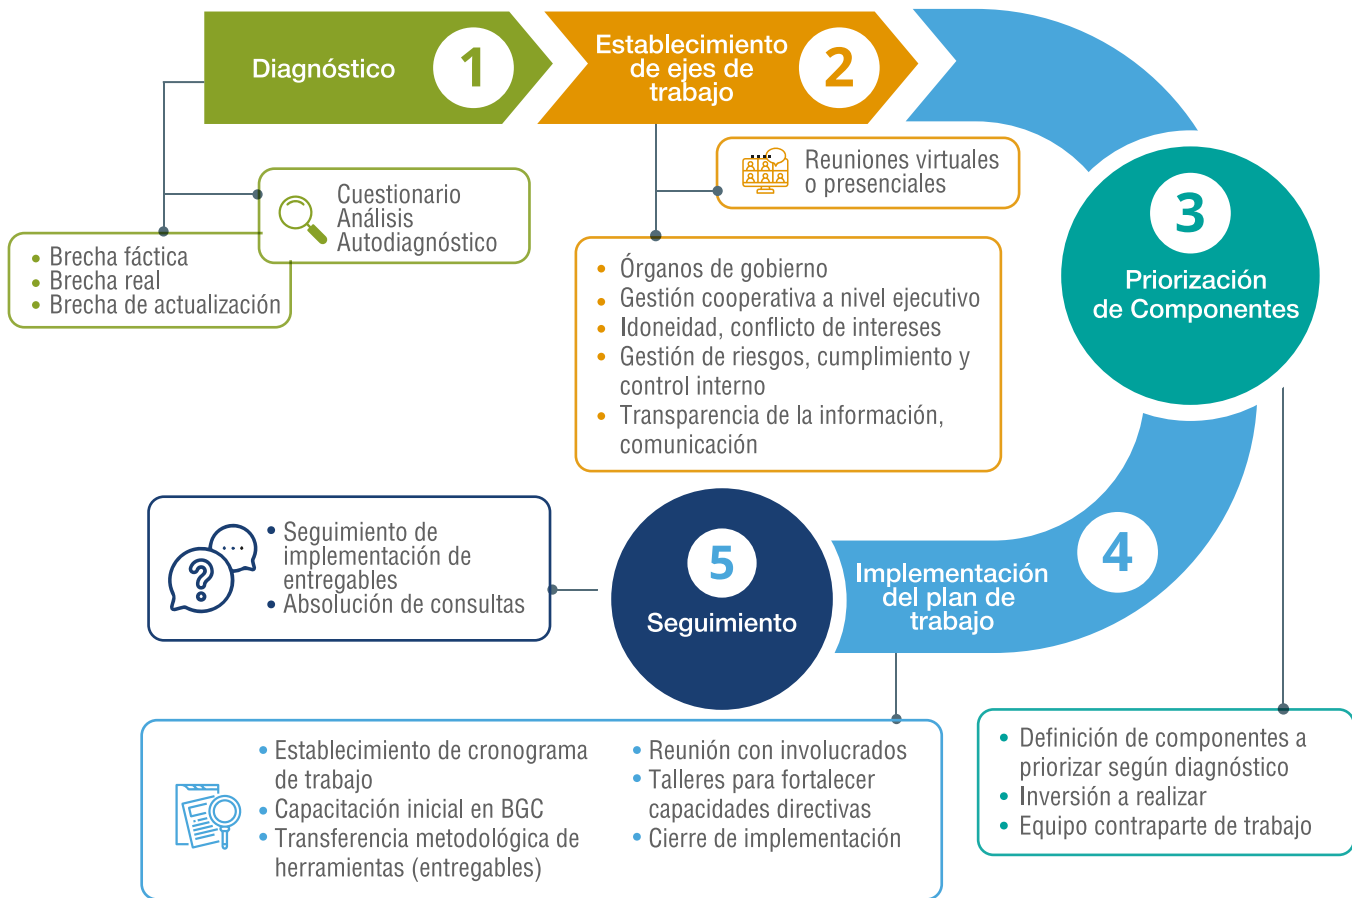 Diagnóstico
1
Establecimiento
de ejes de
trabajo
2
Cuestionario
Análisis
Autodiagnóstico
• Brecha fáctica
• Brecha real
• Brecha de actualización
Reuniones virtuales
o presenciales
• Órganos de gobierno
• Gestión cooperativa a nivel ejecutivo
• Idoneidad, conflicto de intereses
• Gestión de riesgos, cumplimiento y
control interno
• Transparencia de la información,
comunicación
3
Priorización
de Componentes
• Definición de componentes a
priorizar según diagnóstico
• Inversión a realizar
• Equipo contraparte de trabajo
4
Implementación
del plan de
trabajo
• Establecimiento de cronograma
de trabajo
• Capacitación inicial en BGC
• Transferencia metodológica de
herramientas (entregables)
• Reunión con involucrados
• Talleres para fortalecer
capacidades directivas
• Cierre de implementación
5
Seguimiento
?
• Seguimiento de
implementación de
entregables
• Absolución de consultas